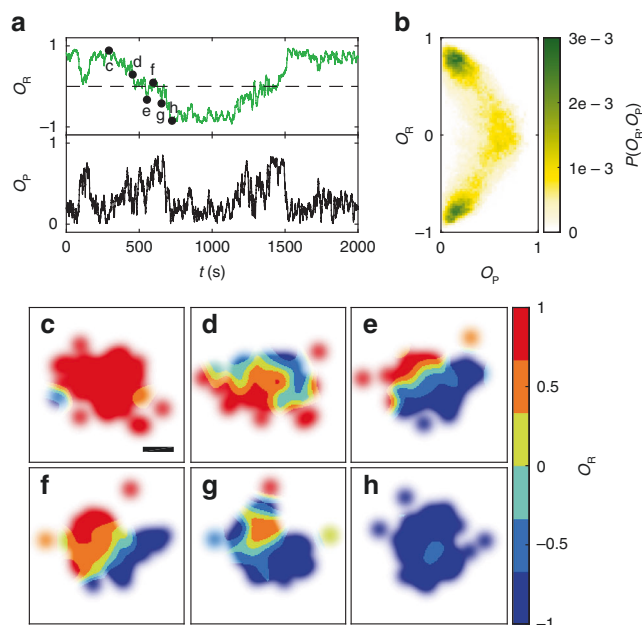 a
1
O_R
−1
c
d
e
f
g
h
1
O_P
0
0
500
1000
1500
2000
t (s)
b
1
O_R
0
−1
0
1
O_P
3e − 3
2e − 3
1e − 3
0
P(O_R, O_P)
c
d
e
f
g
h
1
0.5
0
−0.5
−1
O_R